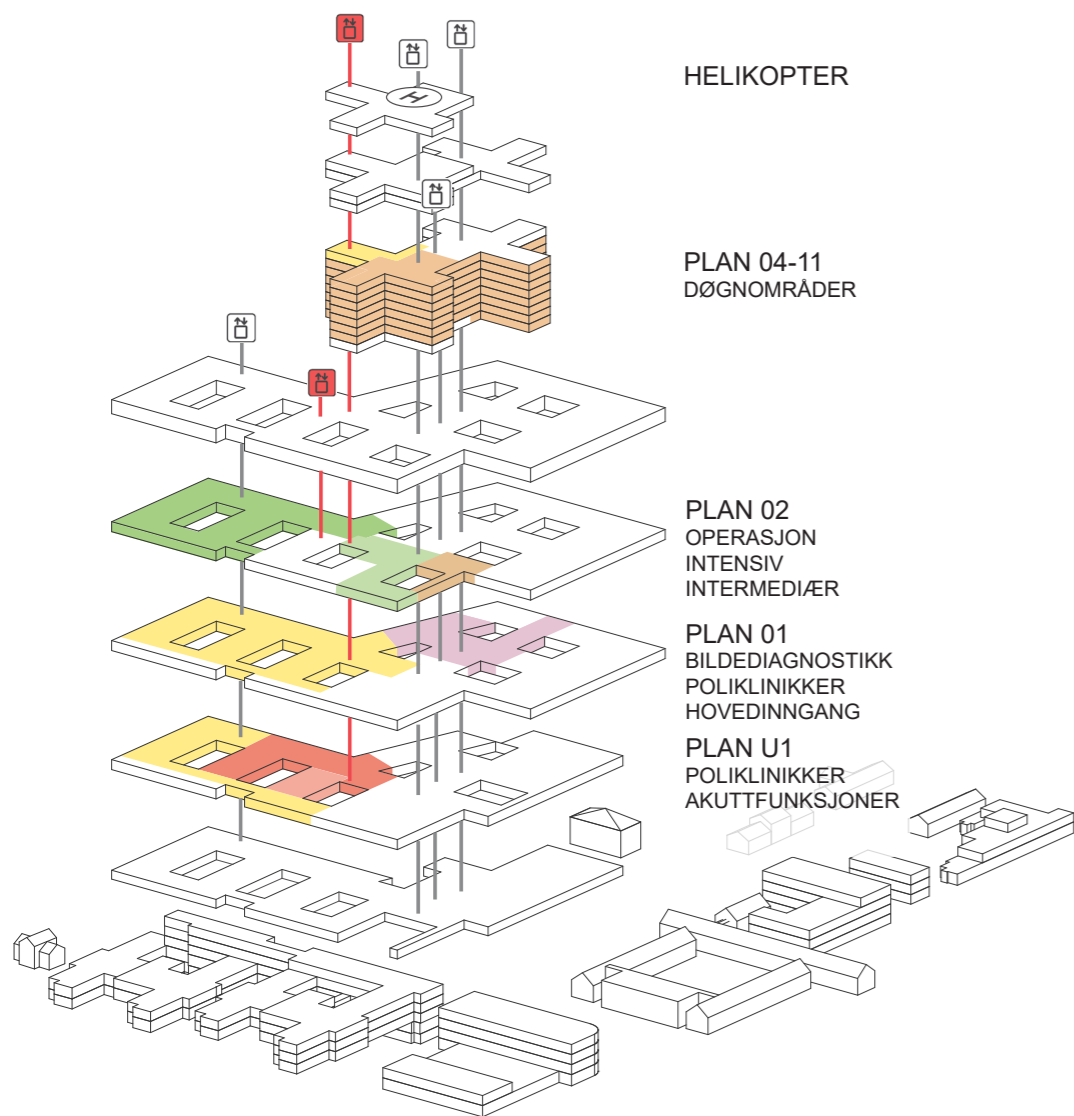 HELIKOPTER
H
PLAN 04-11
DØGNOMRÅDER
PLAN 02
OPERASJON
INTENSIV
INTERMEDIÆR
PLAN 01
BILDEDIAGNOSTIKK
POLIKLINIKKER
HOVEDINNGANG
PLAN U1
POLIKLINIKKER
AKUTTFUNKSJONER